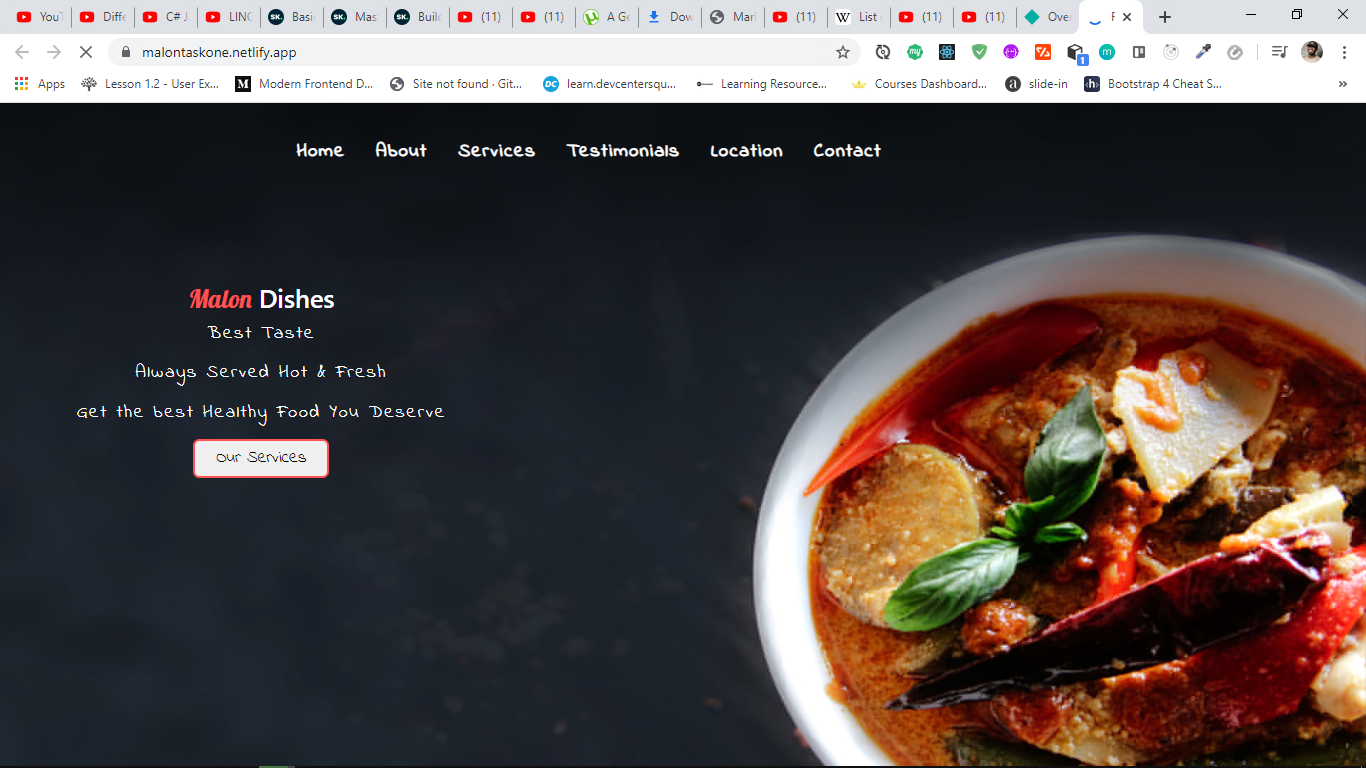 YouT
Diffe
C# J
LINC
SK. Basi
SK. Mas
SK. Build
(11)
(11)
A Ge
Dow
Mar
(11)
W List
(11)
(11)
Over
malontaskone.netlify.app
Apps
Lesson 1.2 - User Ex...
Modern Frontend D...
Site not found · Git...
DC learn.devcentersqu...
Learning Resource...
Courses Dashboard...
slide-in
Bootstrap 4 Cheat S...
Home About Services Testimonials Location Contact
Malon Dishes
Best Taste
Always Served Hot & Fresh
Get the best Healthy Food You Deserve
Our Services